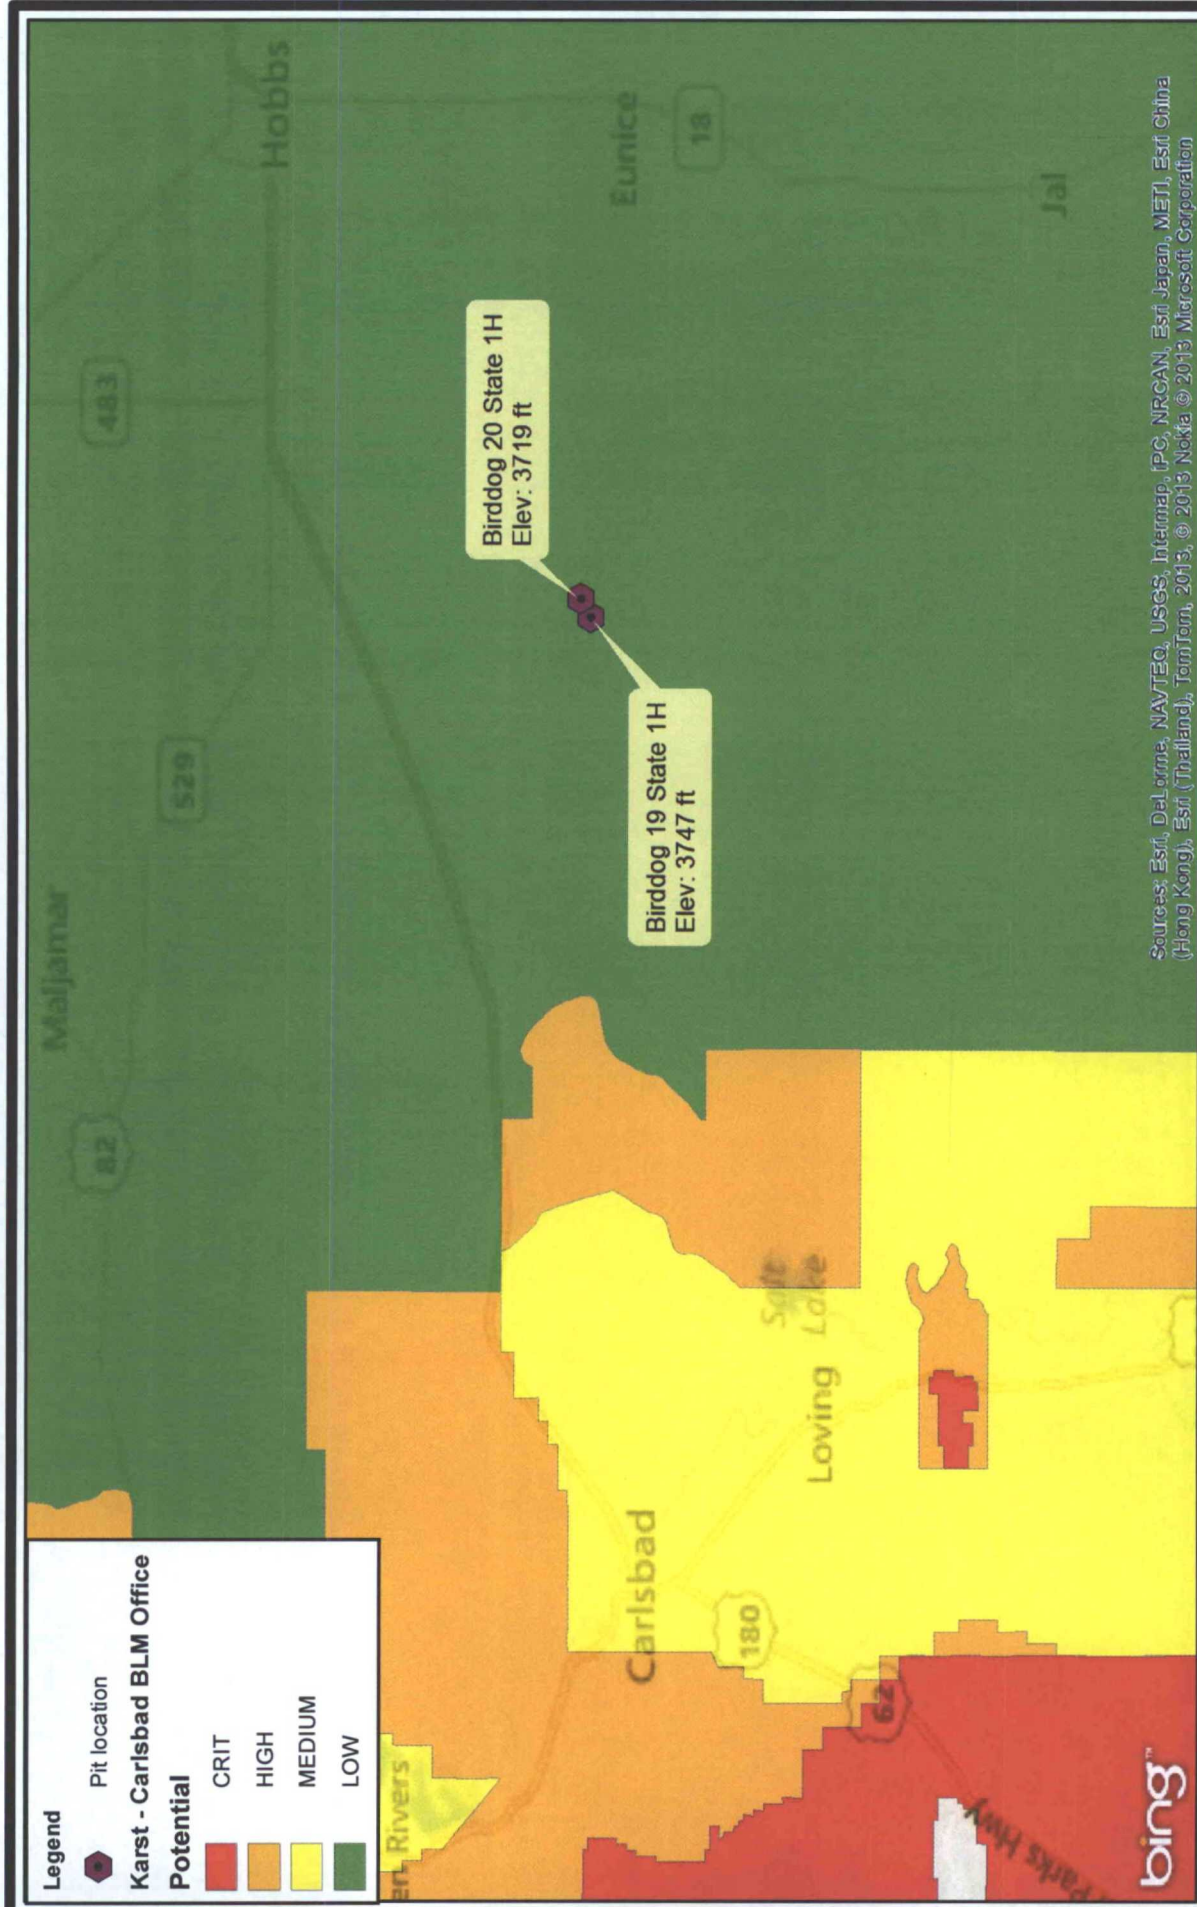 Legend
Pit location
Karst - Carlsbad BLM Office
Potential
CRIT
HIGH
MEDIUM
LOW
Maljamar
82
529
483
Hobbs
Birddog 20 State 1H
Elev: 3719 ft
Birddog 19 State 1H
Elev: 3747 ft
Eunice
18
Jal
Salt
Lake
Loving
Carlsbad
180
62
en Rivers
Parks Hwy
bing™
Sources: Esri, DeLorme, NAVTEQ, USGS, Intermap, iPC, NRCAN, Esri Japan, METI, Esri China
(Hong Kong), Esri (Thailand), TomTom, 2013, © 2013 Nokia © 2013 Microsoft Corporation